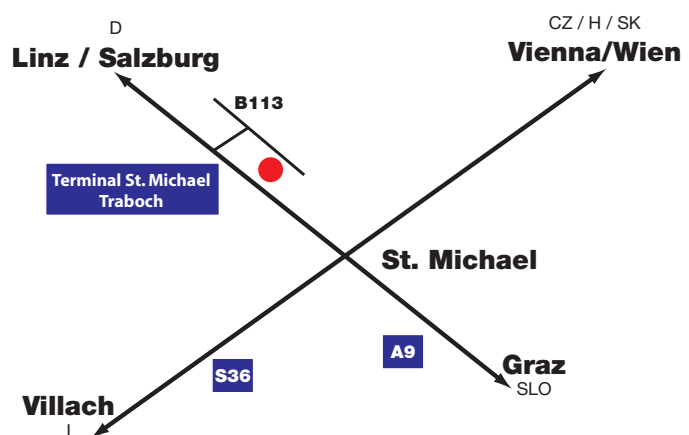 D
Linz / Salzburg
CZ / H / SK
Vienna/Wien
B113
Terminal St. Michael
Traboch
St. Michael
A9
S36
Graz
SLO
Villach